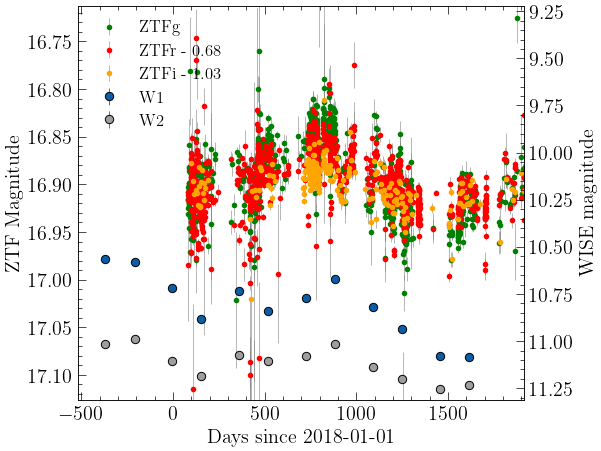 ZTFg
ZTFr - 0.68
ZTFi - 1.03
W1
W2
16.75
16.80
16.85
16.90
16.95
17.00
17.05
17.10
ZTF Magnitude
9.25
9.50
9.75
10.00
10.25
10.50
10.75
11.00
11.25
WISE magnitude
−500 0 500 1000 1500
Days since 2018-01-01